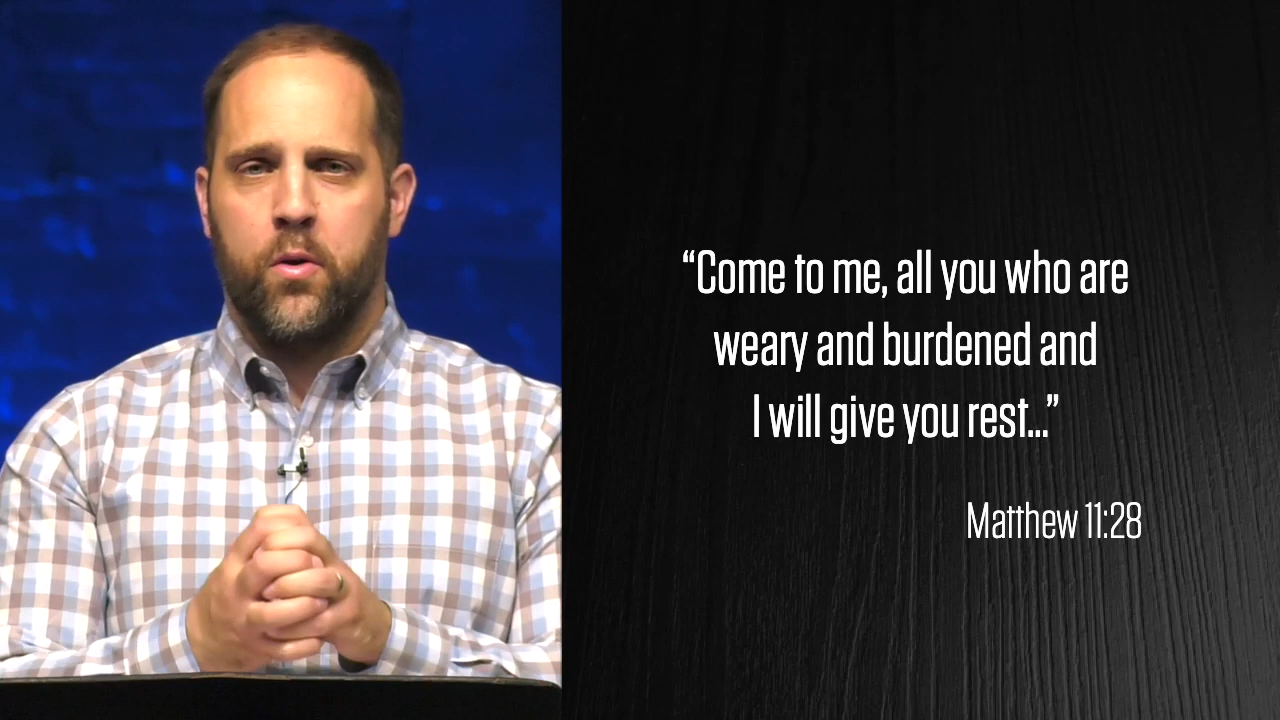 “Come to me, all you who are
weary and burdened and
I will give you rest...”
Matthew 11:28